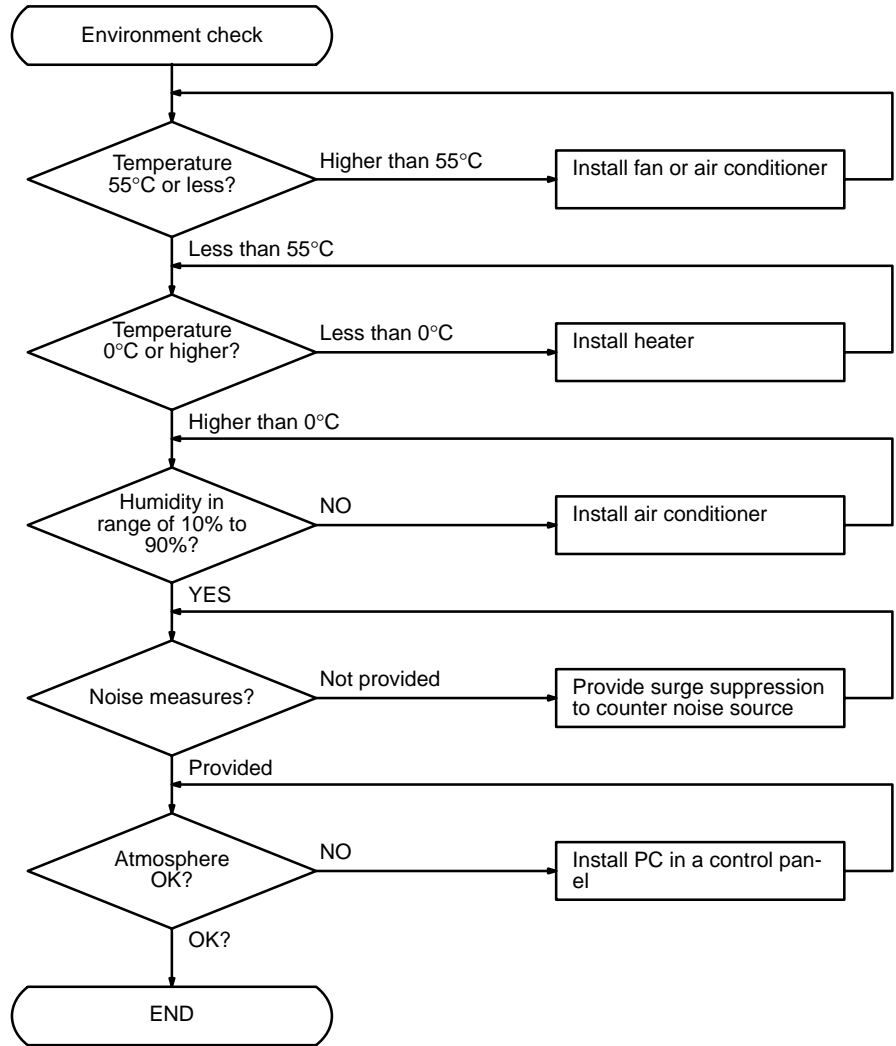 Environment check
Temperature
55°C or less?
Higher than 55°C
Install fan or air conditioner
Less than 55°C
Temperature
0°C or higher?
Less than 0°C
Install heater
Higher than 0°C
Humidity in
range of 10% to
90%?
NO
Install air conditioner
YES
Noise measures?
Not provided
Provide surge suppression
to counter noise source
Provided
Atmosphere
OK?
NO
Install PC in a control pan-
el
OK?
END